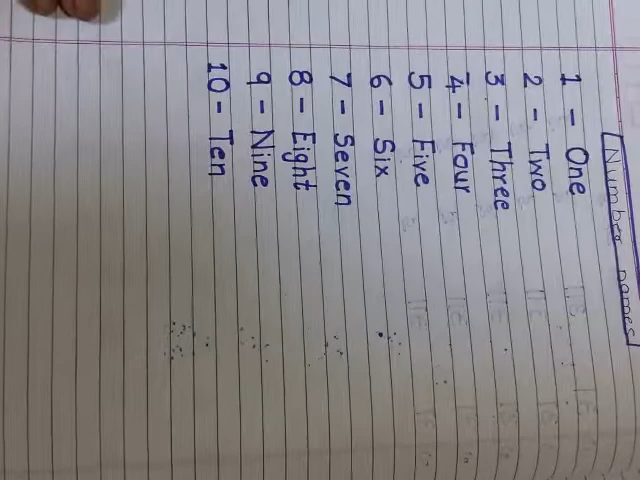 Number names
1 - One
2 - Two
3 - Three
4 - Four
5 - Five
6 - Six
7 - Seven
8 - Eight
9 - Nine
10 - Ten